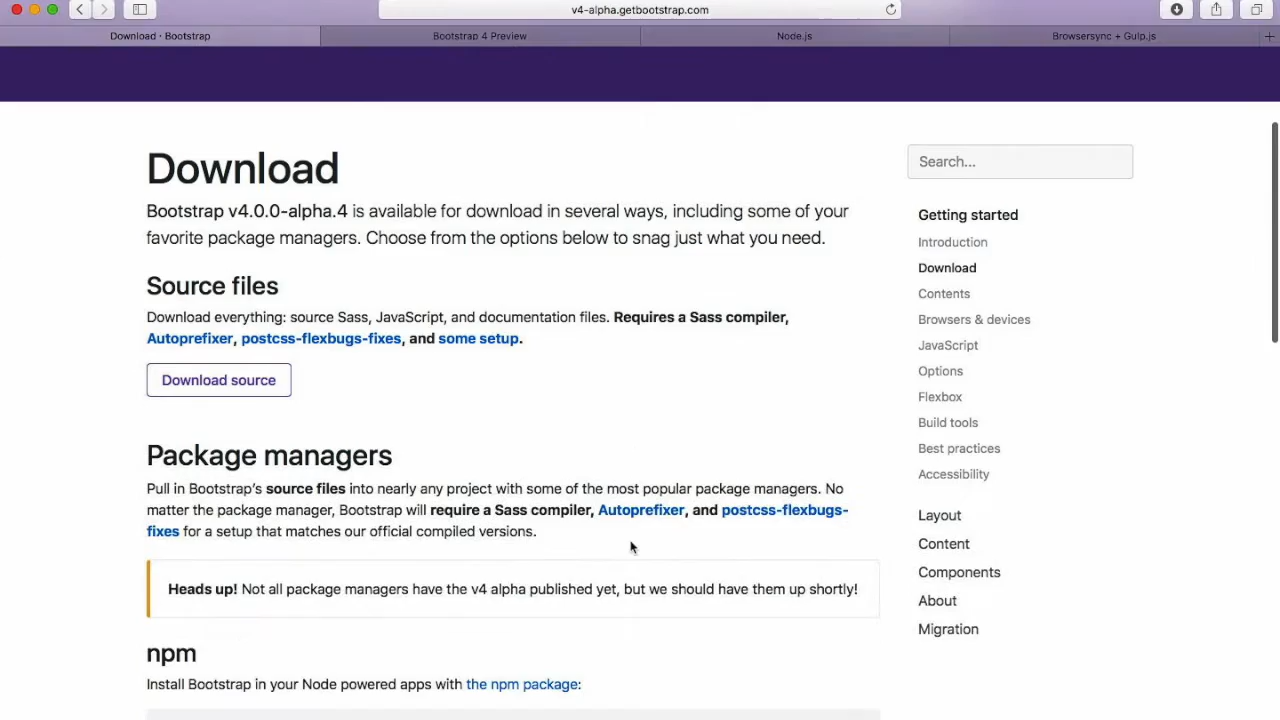 v4-alpha.getbootstrap.com
Download · Bootstrap
Bootstrap 4 Preview
Node.js
Browsersync + Gulp.js
Download
Bootstrap v4.0.0-alpha.4 is available for download in several ways, including some of your
favorite package managers. Choose from the options below to snag just what you need.
Source files
Download everything: source Sass, JavaScript, and documentation files. Requires a Sass compiler,
Autoprefixer, postcss-flexbugs-fixes, and some setup.
Download source
Package managers
Pull in Bootstrap’s source files into nearly any project with some of the most popular package managers. No
matter the package manager, Bootstrap will require a Sass compiler, Autoprefixer, and postcss-flexbugs-
fixes for a setup that matches our official compiled versions.
Heads up! Not all package managers have the v4 alpha published yet, but we should have them up shortly!
npm
Install Bootstrap in your Node powered apps with the npm package:
Search...
Getting started
Introduction
Download
Contents
Browsers & devices
JavaScript
Options
Flexbox
Build tools
Best practices
Accessibility
Layout
Content
Components
About
Migration